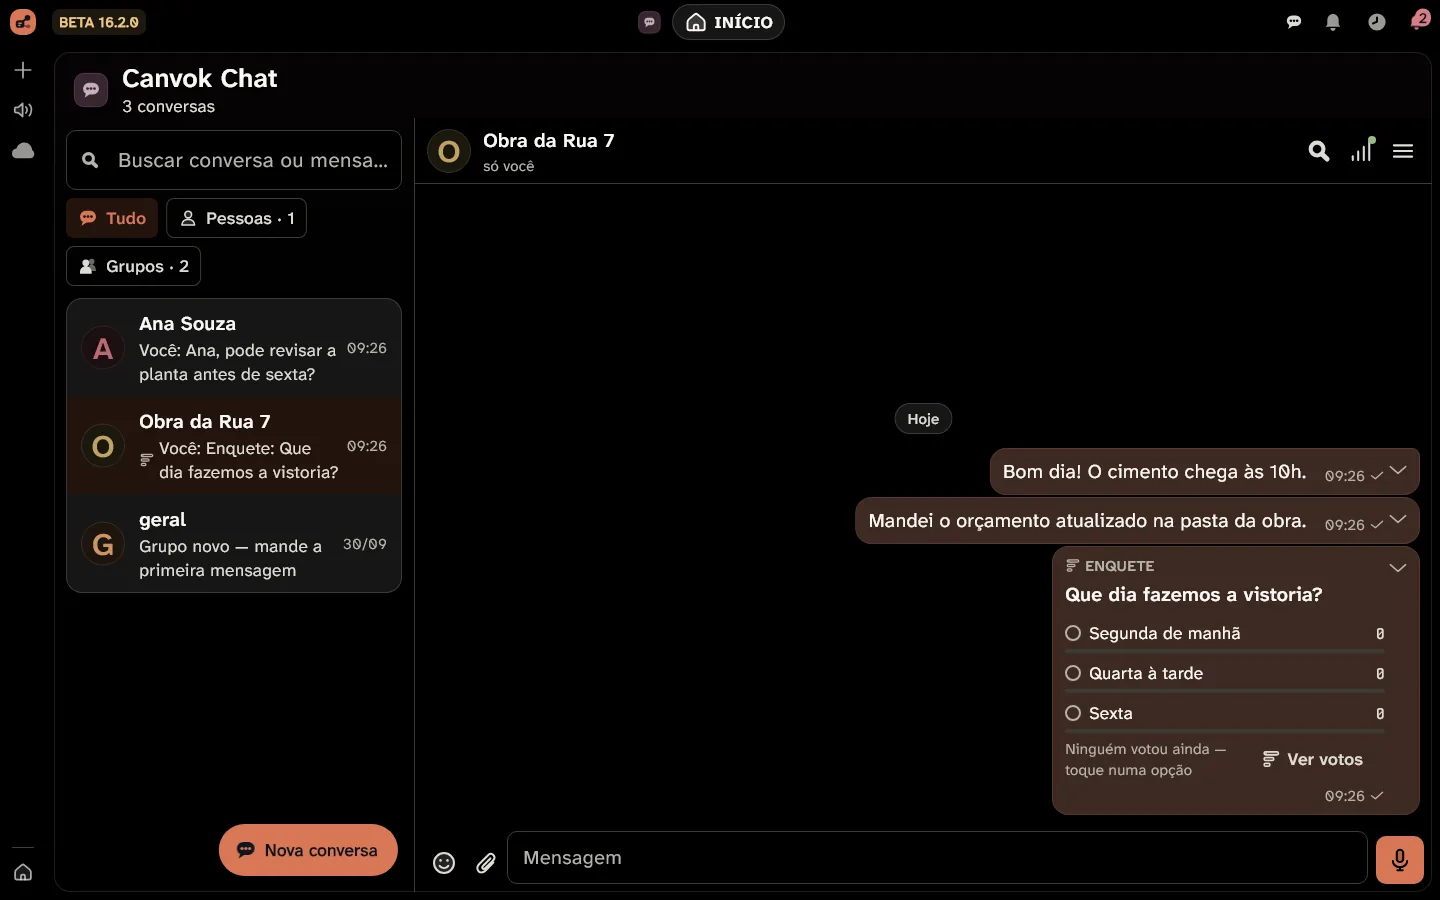 BETA 16.2.0
INÍCIO
2
Canvok Chat
3 conversas
Buscar conversa ou mensa...
Tudo
Pessoas · 1
Grupos · 2
A
Ana Souza
Você: Ana, pode revisar a
planta antes de sexta?
09:26
O
Obra da Rua 7
Você: Enquete: Que
dia fazemos a vistoria?
09:26
G
geral
Grupo novo — mande a
primeira mensagem
30/09
Nova conversa
O
Obra da Rua 7
só você
Hoje
Bom dia! O cimento chega às 10h. 09:26
Mandei o orçamento atualizado na pasta da obra. 09:26
ENQUETE
Que dia fazemos a vistoria?
Segunda de manhã 0
Quarta à tarde 0
Sexta 0
Ninguém votou ainda —
toque numa opção
Ver votos
09:26
Mensagem